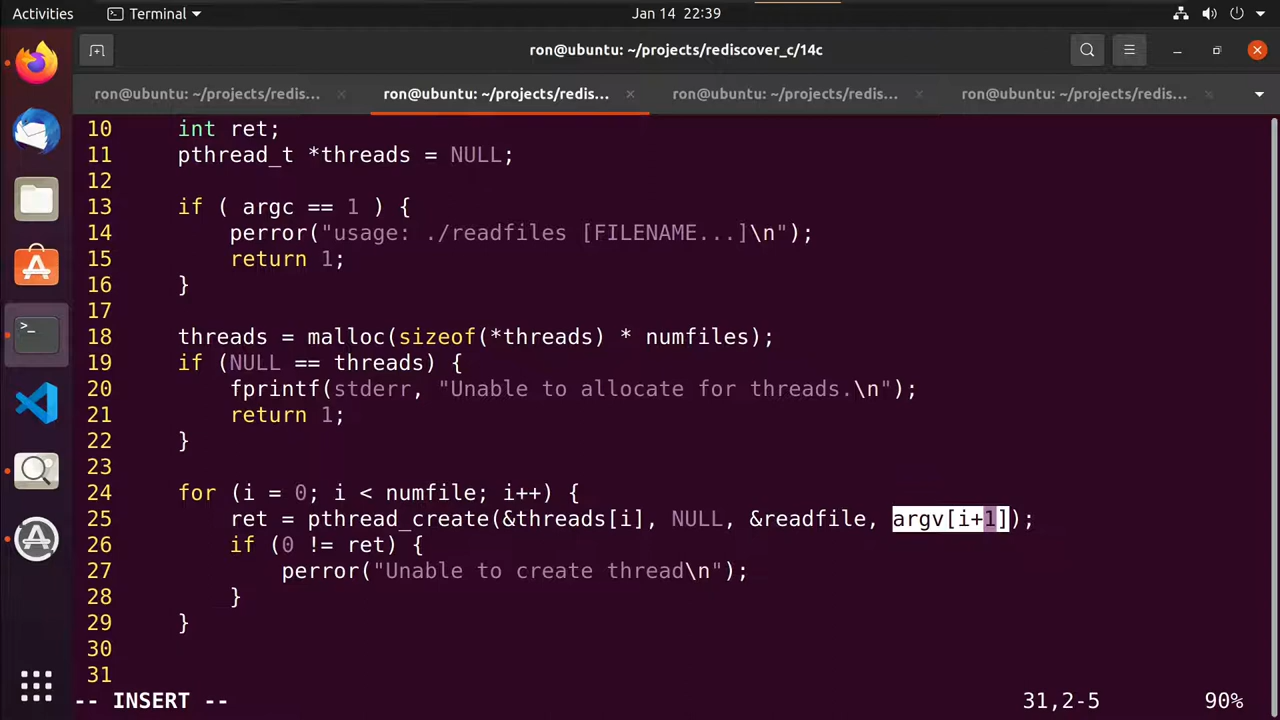 Activities
Terminal
Jan 14 22:39
ron@ubuntu: ~/projects/rediscover_c/14c
ron@ubuntu: ~/projects/redis...
ron@ubuntu: ~/projects/redis...
ron@ubuntu: ~/projects/redis...
ron@ubuntu: ~/projects/redis...
10     int ret;
11     pthread_t *threads = NULL;
12
13     if ( argc == 1 ) {
14         perror("usage: ./readfiles [FILENAME...]\n");
15         return 1;
16     }
17
18     threads = malloc(sizeof(*threads) * numfiles);
19     if (NULL == threads) {
20         fprintf(stderr, "Unable to allocate for threads.\n");
21         return 1;
22     }
23
24     for (i = 0; i < numfile; i++) {
25         ret = pthread_create(&threads[i], NULL, &readfile, argv[i+1]);
26         if (0 != ret) {
27             perror("Unable to create thread\n");
28         }
29     }
30
31
-- INSERT -- 31,2-5 90%